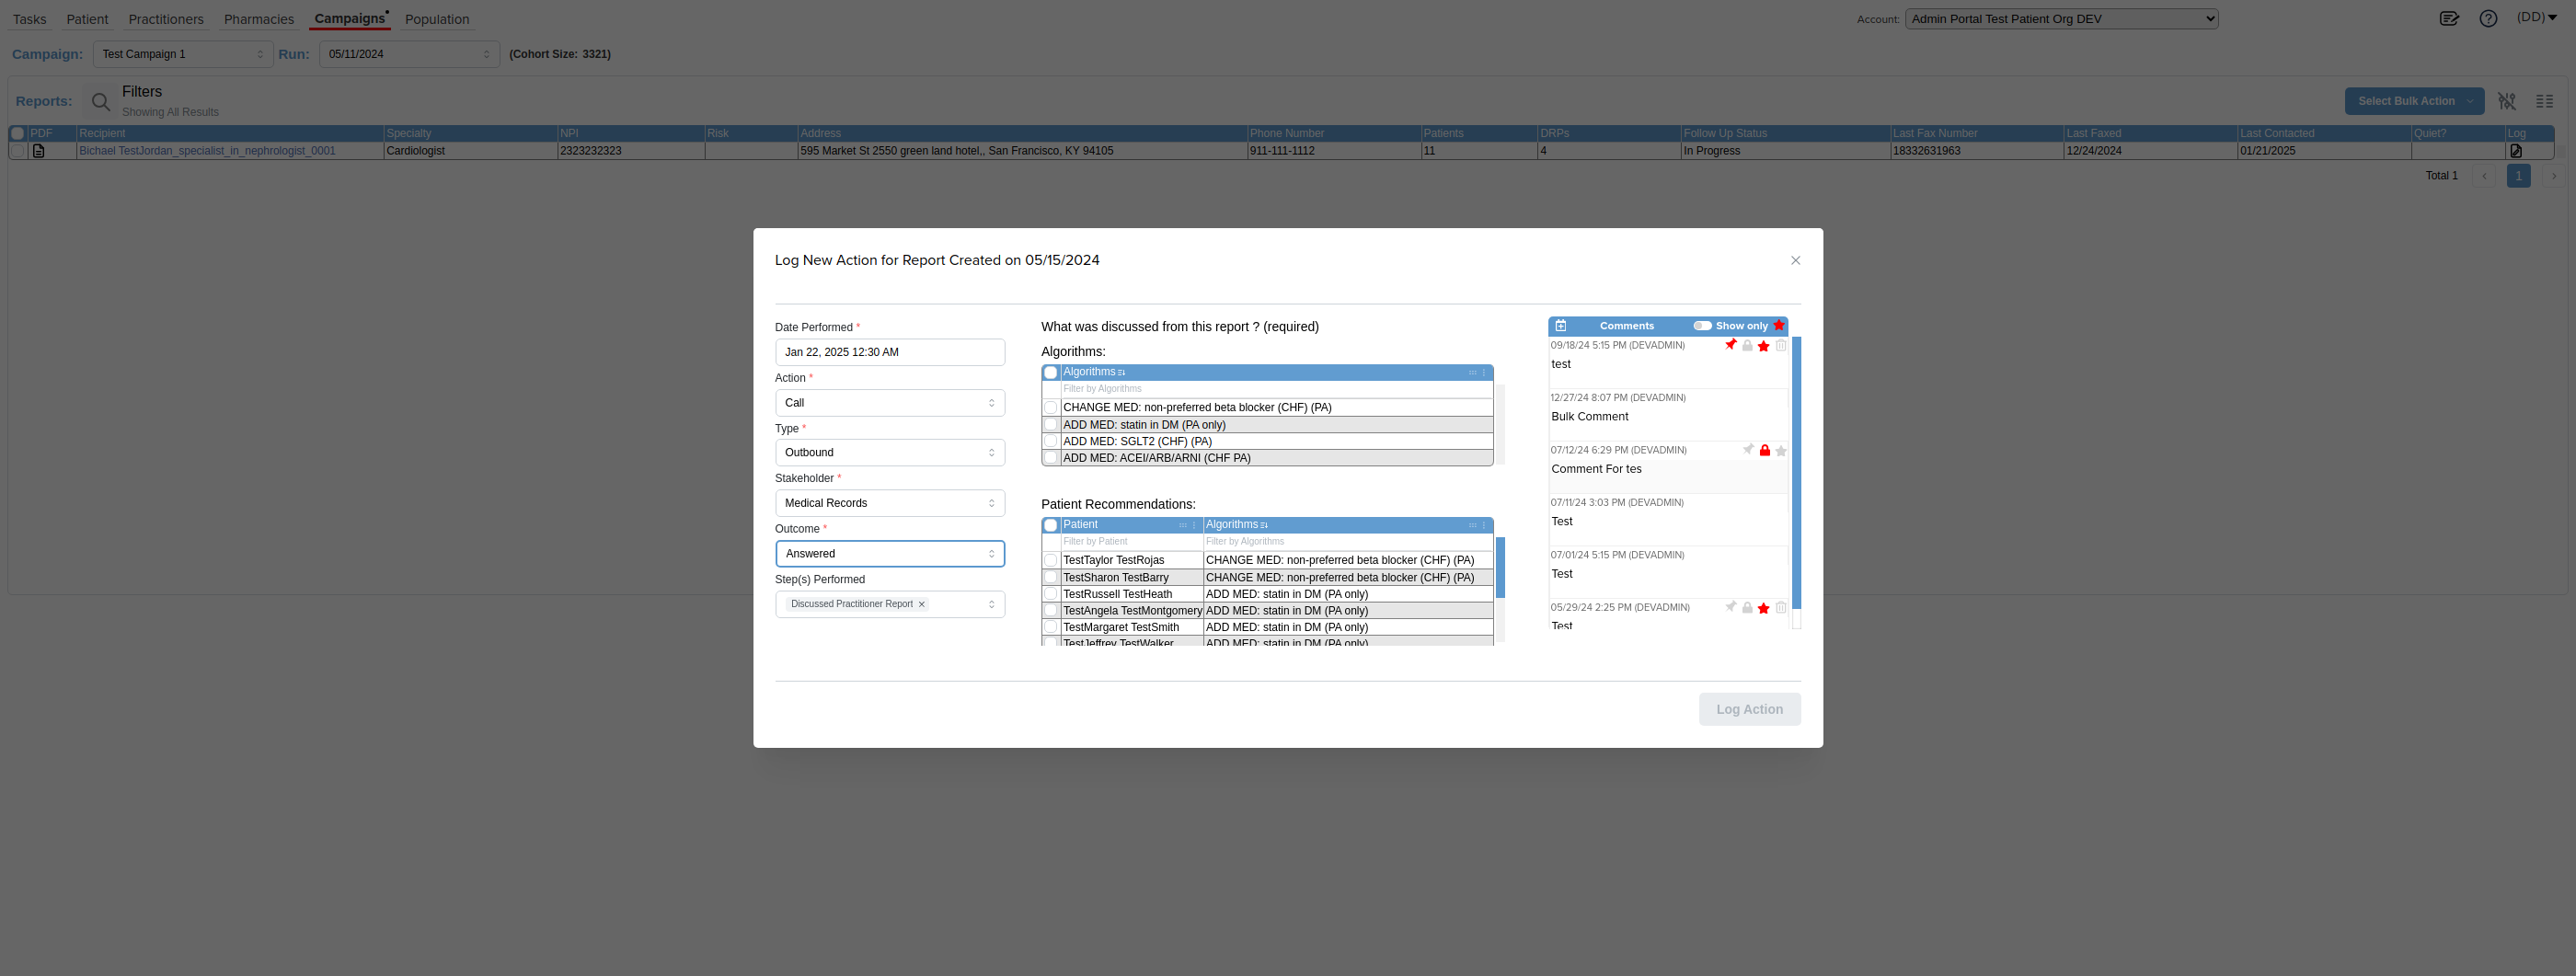 Tasks Patient Practitioners Pharmacies Campaigns Population Account: Admin Portal Test Patient Org DEV (DD)
Campaign: Test Campaign 1 Run: 05/11/2024 (Cohort Size: 3321)
Reports: Filters
Showing All Results
Select Bulk Action
PDF Recipient Specialty NPI Risk Address Phone Number Patients DRPs Follow Up Status Last Fax Number Last Faxed Last Contacted Quiet? Log
Bichael TestJordan_specialist_in_nephrologist_0001 Cardiologist 2323232323 595 Market St 2550 green land hotel,, San Francisco, KY 94105 911-111-1112 11 4 In Progress 18332631963 12/24/2024 01/21/2025
Total 1 < 1 >
Log New Action for Report Created on 05/15/2024
Date Performed *
Jan 22, 2025 12:30 AM
Action *
Call
Type *
Outbound
Stakeholder *
Medical Records
Outcome *
Answered
Step(s) Performed
Discussed Practitioner Report
What was discussed from this report ? (required)
Algorithms:
Algorithms
Filter by Algorithms
CHANGE MED: non-preferred beta blocker (CHF) (PA)
ADD MED: statin in DM (PA only)
ADD MED: SGLT2 (CHF) (PA)
ADD MED: ACEI/ARB/ARNI (CHF PA)
Patient Recommendations:
Patient Algorithms
Filter by Patient Filter by Algorithms
TestTaylor TestRojas CHANGE MED: non-preferred beta blocker (CHF) (PA)
TestSharon TestBarry CHANGE MED: non-preferred beta blocker (CHF) (PA)
TestRussell TestHeath ADD MED: statin in DM (PA only)
TestAngela TestMontgomery ADD MED: statin in DM (PA only)
TestMargaret TestSmith ADD MED: statin in DM (PA only)
TestJeffrey TestWalker ADD MED: statin in DM (PA only)
Comments Show only
09/18/24 5:15 PM (DEVADMIN)
test
12/27/24 8:07 PM (DEVADMIN)
Bulk Comment
07/12/24 6:29 PM (DEVADMIN)
Comment For tes
07/11/24 3:03 PM (DEVADMIN)
Test
07/01/24 5:15 PM (DEVADMIN)
Test
05/29/24 2:25 PM (DEVADMIN)
Test
Log Action